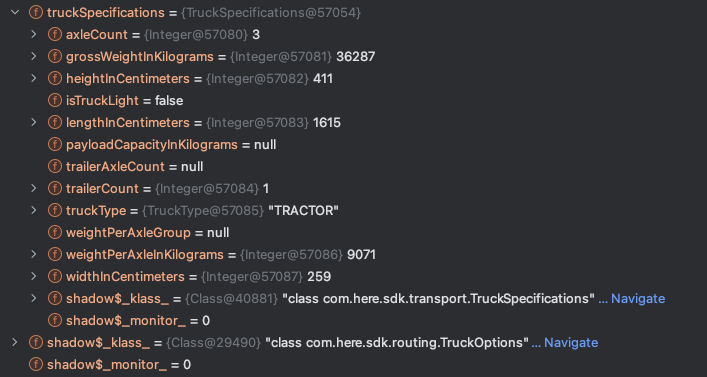 f truckSpecifications = {TruckSpecifications@57054}
f axleCount = {Integer@57080} 3
f grossWeightInKilograms = {Integer@57081} 36287
f heightInCentimeters = {Integer@57082} 411
f isTruckLight = false
f lengthInCentimeters = {Integer@57083} 1615
f payloadCapacityInKilograms = null
f trailerAxleCount = null
f trailerCount = {Integer@57084} 1
f truckType = {TruckType@57085} "TRACTOR"
f weightPerAxleGroup = null
f weightPerAxleInKilograms = {Integer@57086} 9071
f widthInCentimeters = {Integer@57087} 259
f shadow$_klass_ = {Class@40881} "class com.here.sdk.transport.TruckSpecifications" ... Navigate
f shadow$_monitor_ = 0
f shadow$_klass_ = {Class@29490} "class com.here.sdk.routing.TruckOptions" ... Navigate
f shadow$_monitor_ = 0